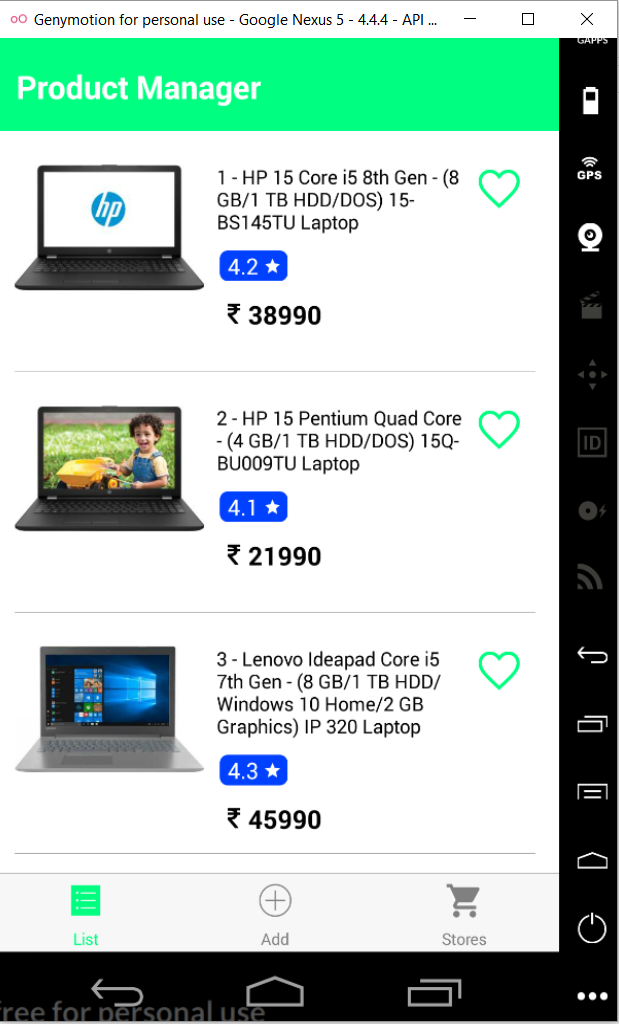 Genymotion for personal use - Google Nexus 5 - 4.4.4 - API ...
GAPPS
Product Manager
GPS
hp
1 - HP 15 Core i5 8th Gen - (8
GB/1 TB HDD/DOS) 15-
BS145TU Laptop
4.2
₹ 38990
2 - HP 15 Pentium Quad Core
- (4 GB/1 TB HDD/DOS) 15Q-
BU009TU Laptop
4.1
₹ 21990
ID
3 - Lenovo Ideapad Core i5
7th Gen - (8 GB/1 TB HDD/
Windows 10 Home/2 GB
Graphics) IP 320 Laptop
4.3
₹ 45990
List
Add
Stores
free for personal use